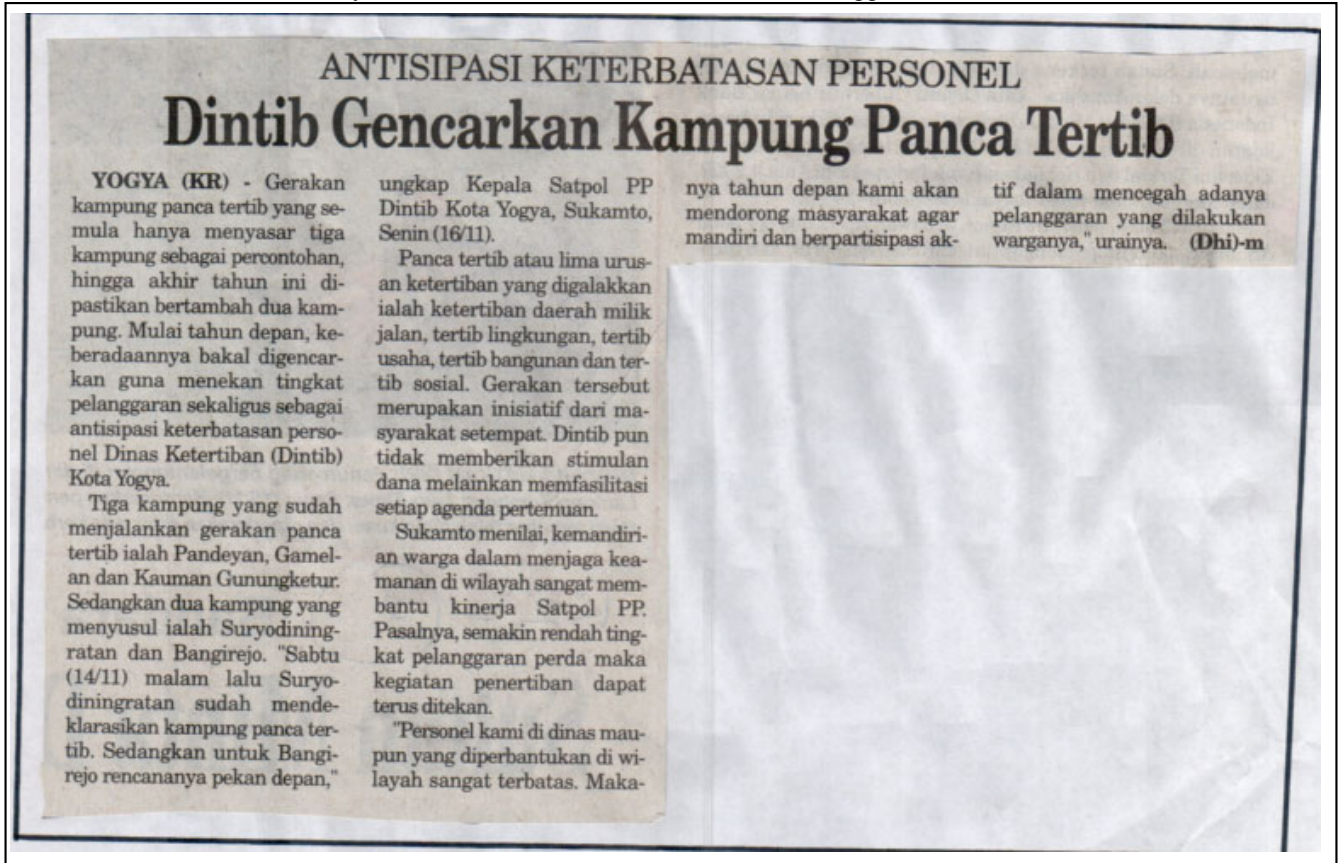 ANTISIPASI KETERBATASAN PERSONEL
Dintib Gencarkan Kampung Panca Tertib
YOGYA (KR) - Gerakan
kampung panca tertib yang se-
mula hanya menyasar tiga
kampung sebagai percontohan,
hingga akhir tahun ini di-
pastikan bertambah dua kam-
pung. Mulai tahun depan, ke-
beradaannya bakal digencar-
kan guna menekan tingkat
pelanggaran sekaligus sebagai
antisipasi keterbatasan perso-
nel Dinas Ketertiban (Dintib)
Kota Yogya.
Tiga kampung yang sudah
menjalankan gerakan panca
tertib ialah Pandeyan, Gamel-
an dan Kauman Gunungketur.
Sedangkan dua kampung yang
menyusul ialah Suryodining-
ratan dan Bangirejo. "Sabtu
(14/11) malam lalu Suryo-
diningratan sudah mende-
klarasikan kampung panca ter-
tib. Sedangkan untuk Bangi-
rejo rencananya pekan depan,"
ungkap Kepala Satpol PP
Dintib Kota Yogya, Sukamto,
Senin (16/11).
Panca tertib atau lima urus-
an ketertiban yang digalakkan
ialah ketertiban daerah milik
jalan, tertib lingkungan, tertib
usaha, tertib bangunan dan ter-
tib sosial. Gerakan tersebut
merupakan inisiatif dari ma-
syarakat setempat. Dintib pun
tidak memberikan stimulan
dana melainkan memfasilitasi
setiap agenda pertemuan.
Sukamto menilai, kemandiri-
an warga dalam menjaga kea-
manan di wilayah sangat mem-
bantu kinerja Satpol PP.
Pasalnya, semakin rendah ting-
kat pelanggaran perda maka
kegiatan penertiban dapat
terus ditekan.
"Personel kami di dinas mau-
pun yang diperbantukan di wi-
layah sangat terbatas. Maka-
nya tahun depan kami akan
mendorong masyarakat agar
mandiri dan berpartisipasi ak-
tif dalam mencegah adanya
pelanggaran yang dilakukan
warganya," urainya. (Dhi)-m